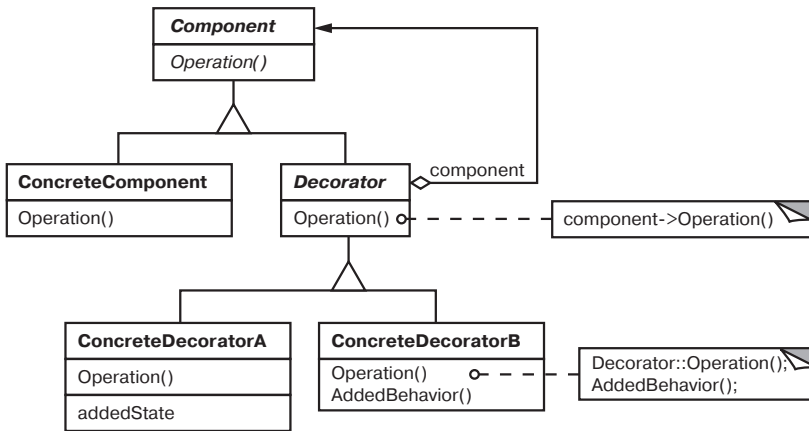 Component
Operation()
ConcreteComponent
Operation()
Decorator
Operation()
component
component->Operation()
ConcreteDecoratorA
Operation()
addedState
ConcreteDecoratorB
Operation()
AddedBehavior()
Decorator::Operation();
AddedBehavior();